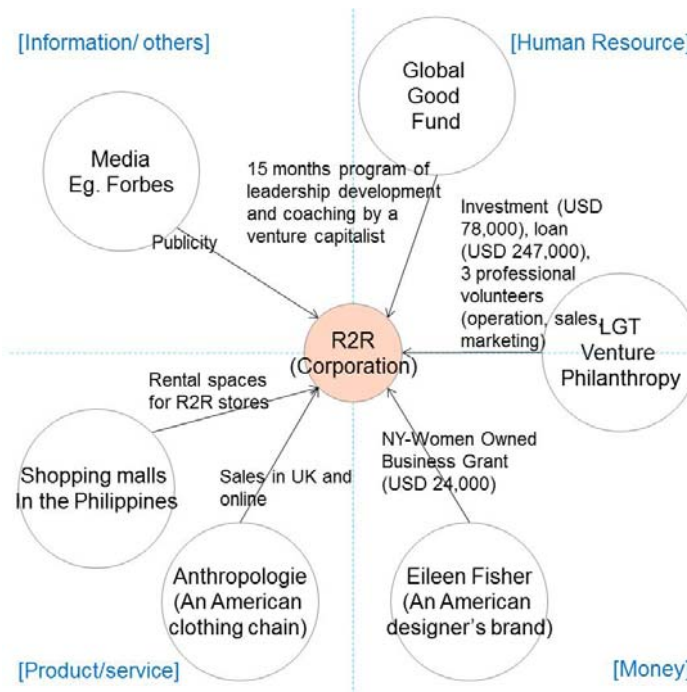 [Information/ others]
[Human Resource]
Global
Good
Fund
Media
Eg. Forbes
15 months program of
leadership development
and coaching by a
venture capitalist
Publicity
Investment (USD
78,000), loan
(USD 247,000),
3 professional
volunteers
(operation, sales,
marketing)
LGT
Venture
Philanthropy
R2R
(Corporation)
Rental spaces
for R2R stores
Shopping malls
In the Philippines
Sales in UK and
online
NY-Women Owned
Business Grant
(USD 24,000)
Anthropologie
(An American
clothing chain)
Eileen Fisher
(An American
designer's brand)
[Product/service]
[Money]